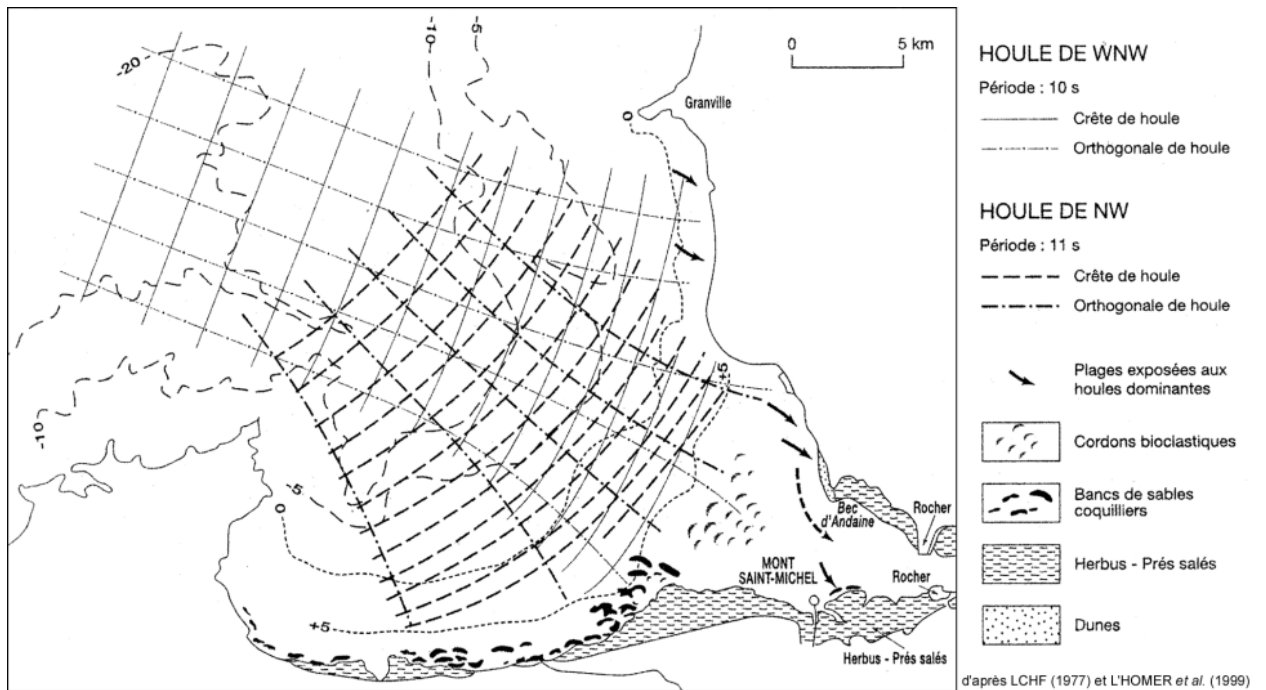 -20
-10
-5
0
5 km
0
Granville
-10
-5
0
+5
+5
Bec
d'Andaine
Rocher
MONT
SAINT-MICHEL
Rocher
Herbus - Prés salés
HOULE DE WNW
Période : 10 s
Crête de houle
Orthogonale de houle
HOULE DE NW
Période : 11 s
Crête de houle
Orthogonale de houle
Plages exposées aux
houles dominantes
Cordons bioclastiques
Bancs de sables
coquilliers
Herbus - Prés salés
Dunes
d'après LCHF (1977) et L'HOMER et al. (1999)